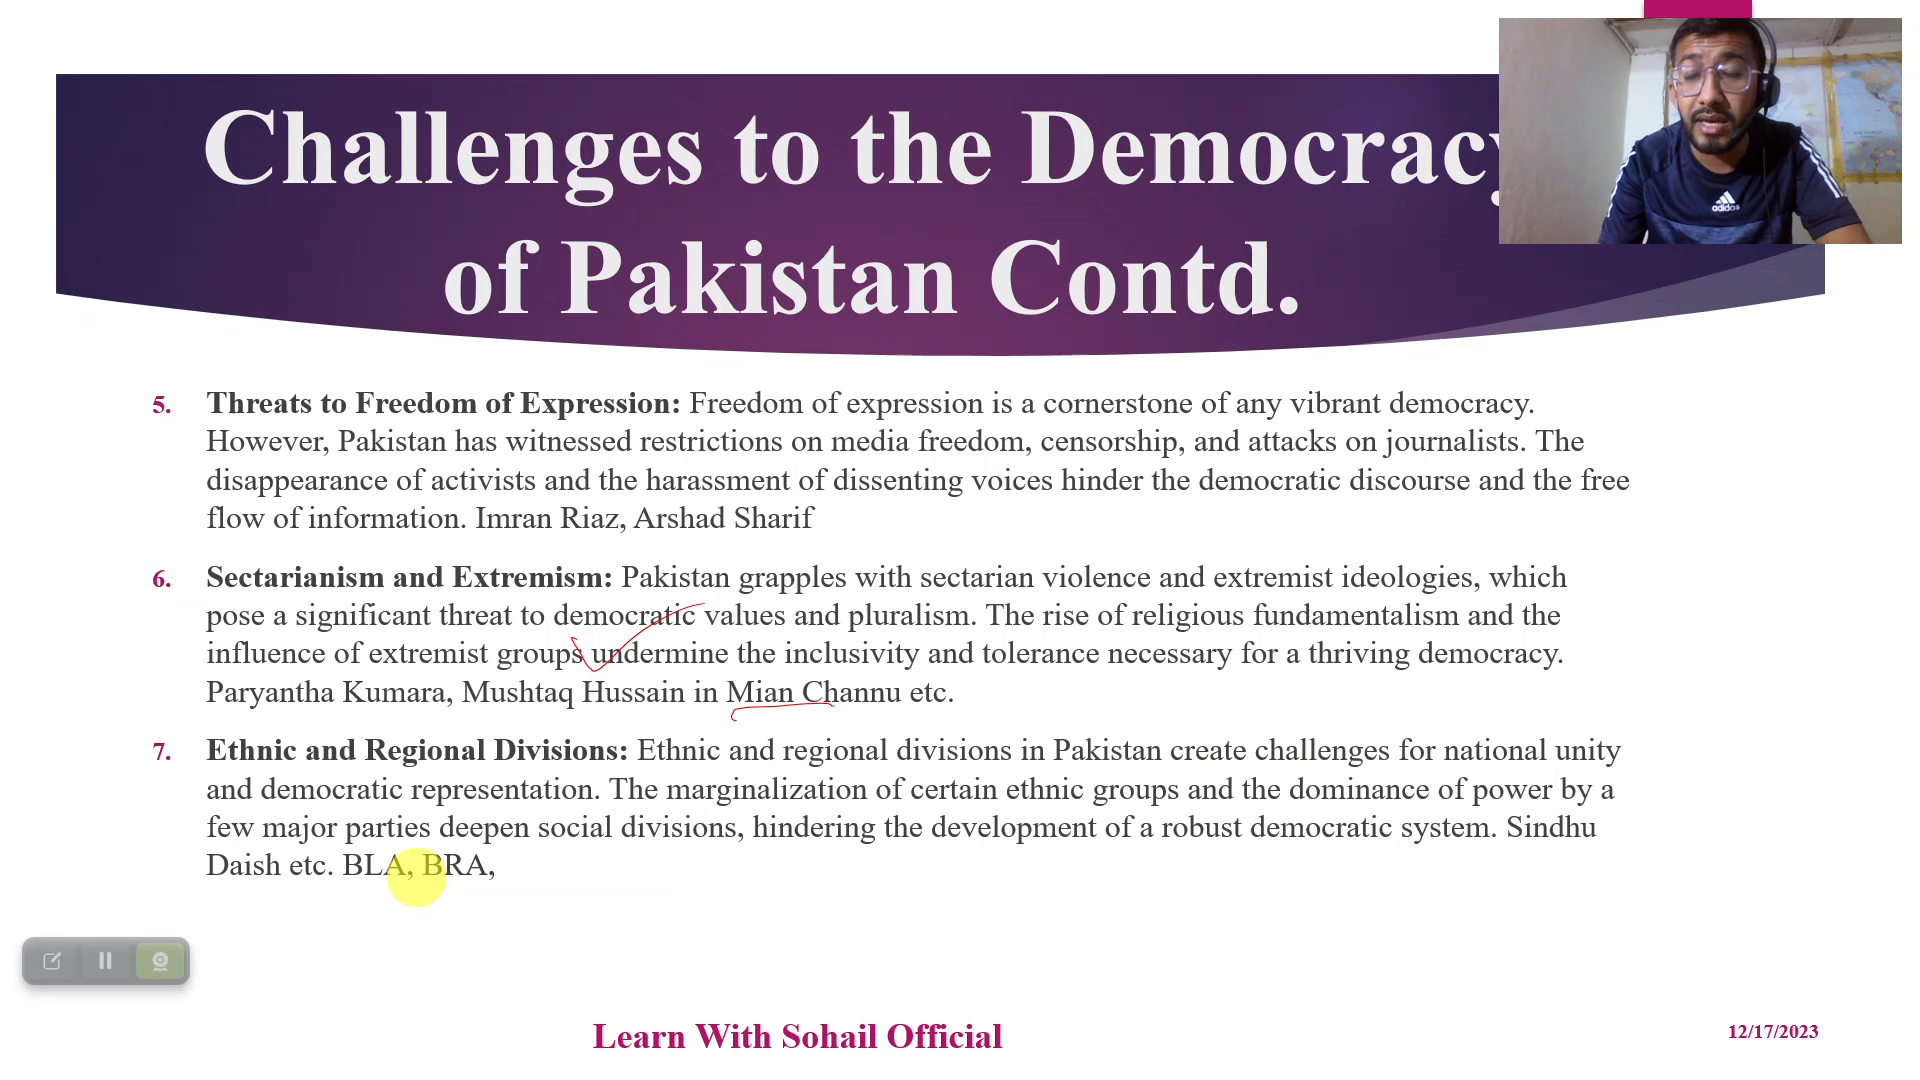 Challenges to the Democracy
of Pakistan Contd.
adidas
5. Threats to Freedom of Expression: Freedom of expression is a cornerstone of any vibrant democracy.
However, Pakistan has witnessed restrictions on media freedom, censorship, and attacks on journalists. The
disappearance of activists and the harassment of dissenting voices hinder the democratic discourse and the free
flow of information. Imran Riaz, Arshad Sharif
6. Sectarianism and Extremism: Pakistan grapples with sectarian violence and extremist ideologies, which
pose a significant threat to democratic values and pluralism. The rise of religious fundamentalism and the
influence of extremist groups undermine the inclusivity and tolerance necessary for a thriving democracy.
Paryantha Kumara, Mushtaq Hussain in Mian Channu etc.
7. Ethnic and Regional Divisions: Ethnic and regional divisions in Pakistan create challenges for national unity
and democratic representation. The marginalization of certain ethnic groups and the dominance of power by a
few major parties deepen social divisions, hindering the development of a robust democratic system. Sindhu
Daish etc. BLA, BRA,
Learn With Sohail Official
12/17/2023